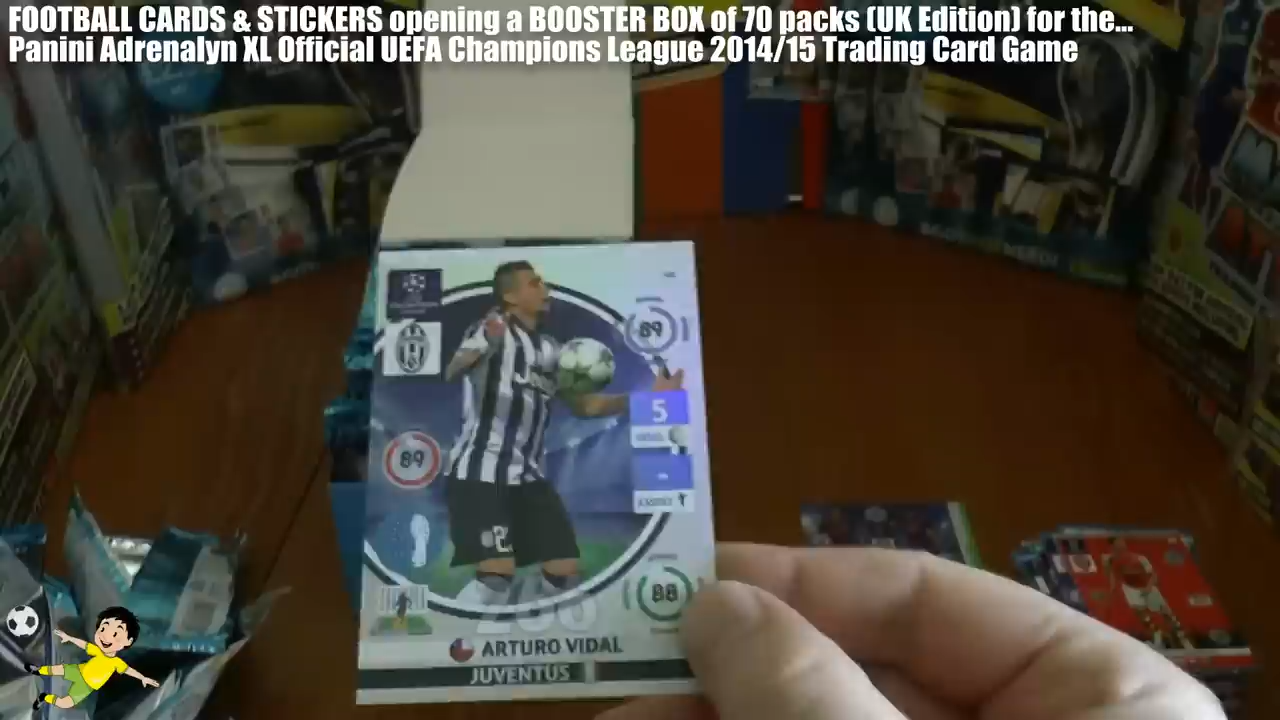 FOOTBALL CARDS & STICKERS opening a BOOSTER BOX of 70 packs (UK Edition) for the...
Panini Adrenalyn XL Official UEFA Champions League 2014/15 Trading Card Game
89
5
89
88
ARTURO VIDAL
JUVENTUS